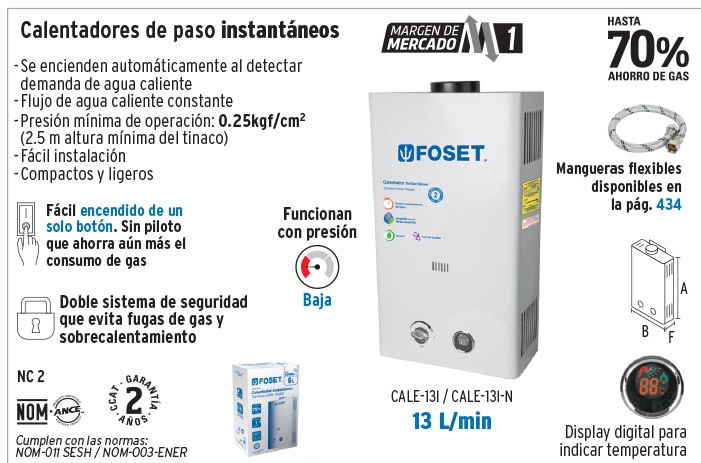 Calentadores de paso instantáneos
- Se encienden automáticamente al detectar
demanda de agua caliente
- Flujo de agua caliente constante
- Presión mínima de operación: 0.25kgf/cm²
(2.5 m altura mínima del tinaco)
- Fácil instalación
- Compactos y ligeros
Fácil encendido de un
solo botón. Sin piloto
que ahorra aún más el
consumo de gas
Funcionan
con presión
Baja
Doble sistema de seguridad
que evita fugas de gas y
sobrecalentamiento
NC 2
NOM ANCE
CCAT - GARANTÍA
2
AÑOS
Cumplen con las normas:
NOM-011 SESH / NOM-003-ENER
FOSET
Calentador Instantáneo
6L
MARGEN DE
MERCADO M 1
FOSET
Calentador Instantáneo
2
CALE-13I / CALE-13I-N
13 L/min
HASTA
70%
AHORRO DE GAS
Mangueras flexibles
disponibles en
la pág. 434
A
B
F
88
Display digital para
indicar temperatura